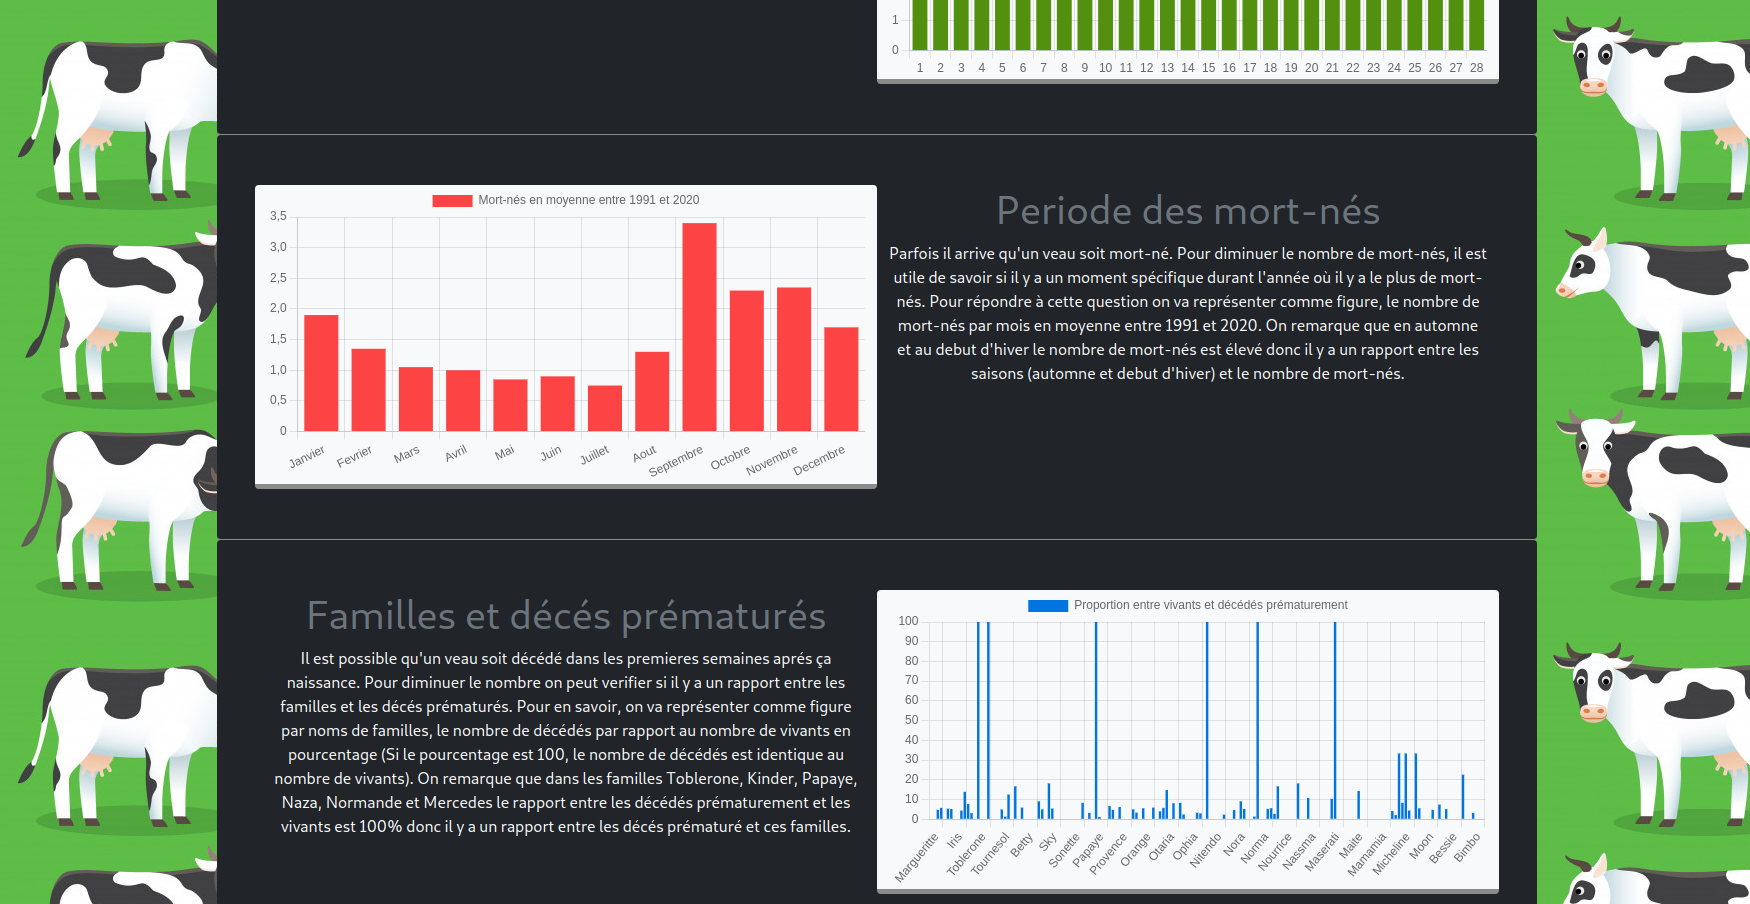 1
0
1 2 3 4 5 6 7 8 9 10 11 12 13 14 15 16 17 18 19 20 21 22 23 24 25 26 27 28
Mort-nés en moyenne entre 1991 et 2020
3,5
3,0
2,5
2,0
1,5
1,0
0,5
0
Janvier Fevrier Mars Avril Mai Juin Juillet Aout Septembre Octobre Novembre Decembre
Periode des mort-nés
Parfois il arrive qu'un veau soit mort-né. Pour diminuer le nombre de mort-nés, il est
utile de savoir si il y a un moment spécifique durant l'année où il y a le plus de mort-
nés. Pour répondre à cette question on va représenter comme figure, le nombre de
mort-nés par mois en moyenne entre 1991 et 2020. On remarque que en automne
et au debut d'hiver le nombre de mort-nés est élevé donc il y a un rapport entre les
saisons (automne et debut d'hiver) et le nombre de mort-nés.
Familles et décés prématurés
Il est possible qu'un veau soit décédé dans les premieres semaines aprés ça
naissance. Pour diminuer le nombre on peut verifier si il y a un rapport entre les
familles et les décés prématurés. Pour en savoir, on va représenter comme figure
par noms de familles, le nombre de décédés par rapport au nombre de vivants en
pourcentage (Si le pourcentage est 100, le nombre de décédés est identique au
nombre de vivants). On remarque que dans les familles Toblerone, Kinder, Papaye,
Naza, Normande et Mercedes le rapport entre les décédés prématurement et les
vivants est 100% donc il y a un rapport entre les décés prématuré et ces familles.
Proportion entre vivants et décédés prématurement
100
90
80
70
60
50
40
30
20
10
0
Margueritte Iris Toblerone Tournesol Betty Sky Sonette Papaye Provence Orange Otaria Ophia Nitendo Nora Norma Nourrice Nassma Maserati Maite Mamamia Micheline Moon Bessie Bimbo